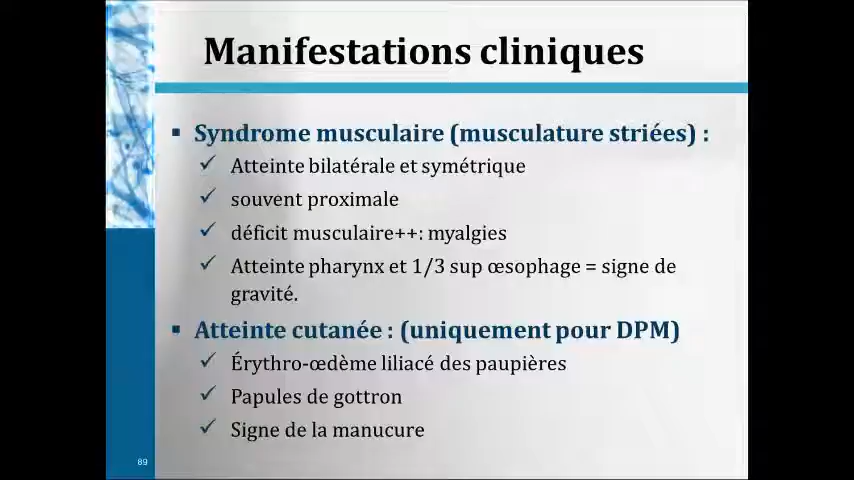 Manifestations cliniques
▪ Syndrome musculaire (musculature striées) :
✓ Atteinte bilatérale et symétrique
✓ souvent proximale
✓ déficit musculaire++: myalgies
✓ Atteinte pharynx et 1/3 sup œsophage = signe de
gravité.
▪ Atteinte cutanée : (uniquement pour DPM)
✓ Érythro-œdème liliacé des paupières
✓ Papules de gottron
✓ Signe de la manucure
89